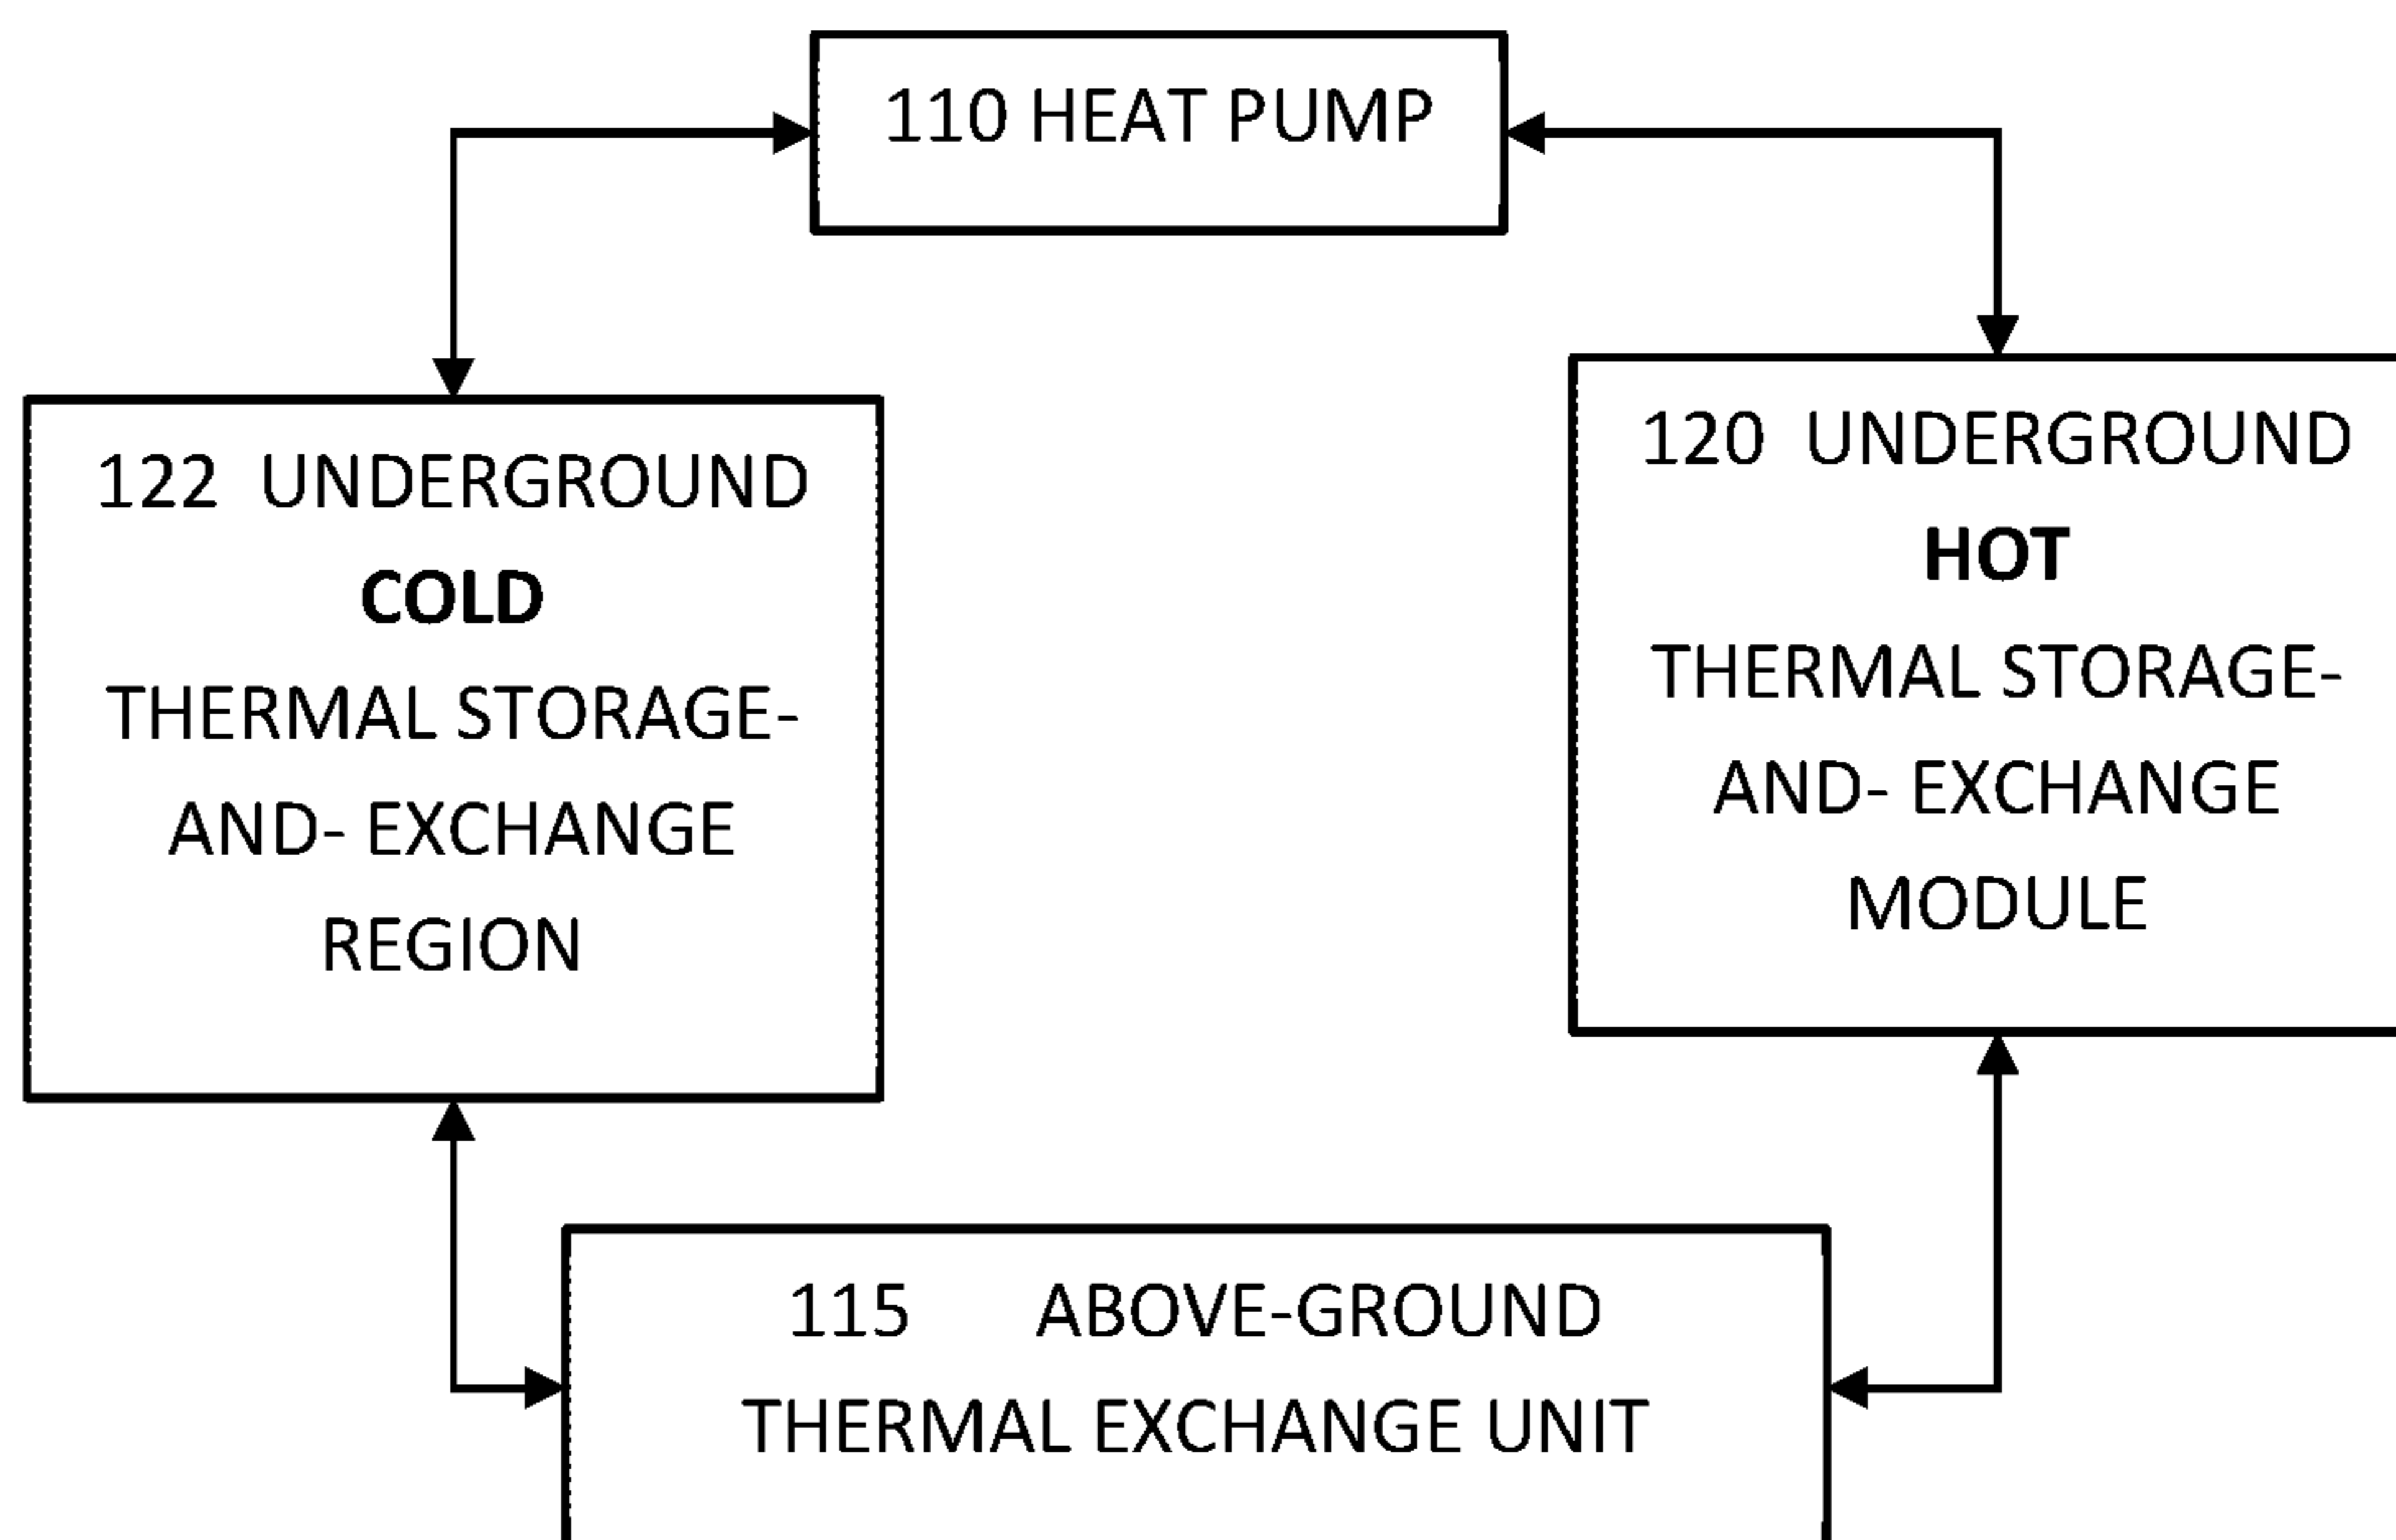 110 HEAT PUMP
122 UNDERGROUND
COLD
THERMAL STORAGE-
AND- EXCHANGE
REGION
120 UNDERGROUND
HOT
THERMAL STORAGE-
AND- EXCHANGE
MODULE
115 ABOVE-GROUND
THERMAL EXCHANGE UNIT